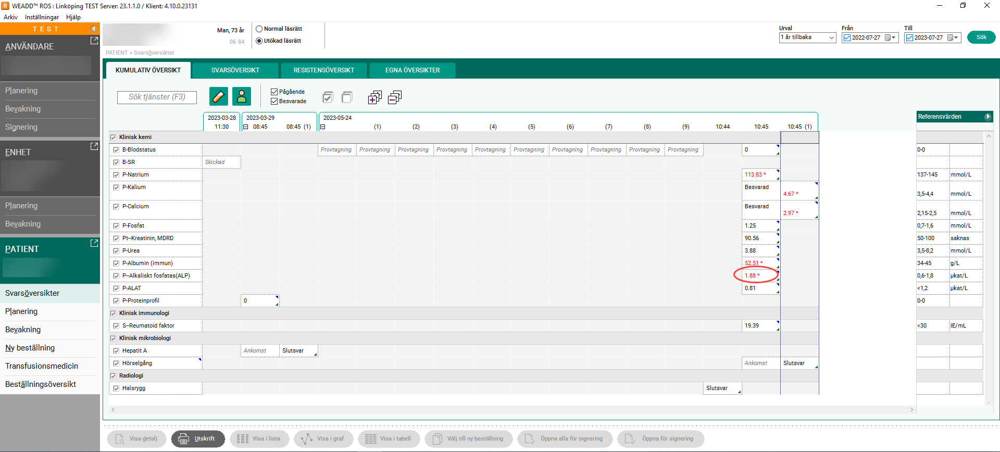 WEADD™ ROS : Linköping TEST Server: 23.1.1.0 / Klient: 4.10.0.23131
Arkiv Inställningar Hjälp
TEST
ANVÄNDARE
Planering
Bevakning
Signering
ENHET
Planering
Bevakning
PATIENT
Svarsöversikter
Planering
Bevakning
Ny beställning
Transfusionsmedicin
Beställningsöversikt
Man, 73 år
06 84
Normal läsrätt
Utökad läsrätt
Urval
1 år tillbaka
Från
2022-07-27
Till
2023-07-27
Sök
PATIENT » Svarsöversikter
KUMULATIV ÖVERSIKT SVARSÖVERSIKT RESISTENSÖVERSIKT EGNA ÖVERSIKTER
Sök tjänster (F3)
Pågående
Besvarade
2023-03-28 2023-03-29 2023-05-24 Referensvärden
11:30 08:45 08:45 (1) (1) (2) (3) (4) (5) (6) (7) (8) (9) 10:44 10:45 10:45 (1)
Klinisk kemi
B-Blodstatus Provtagning Provtagning Provtagning Provtagning Provtagning Provtagning Provtagning Provtagning Provtagning Provtagning 0 0-0
B-SR Skickad
P-Natrium 113.83 * 137-145 mmol/L
P-Kalium Besvarad
4.67 * 3,5-4,4 mmol/L
P-Calcium Besvarad
2.97 * 2,15-2,5 mmol/L
P-Fosfat 1.25 0,7-1,6 mmol/L
Pt--Kreatinin, MDRD 90.56 50-100 saknas
P-Urea 3.88 3,5-8,2 mmol/L
P-Albumin (immun) 52.51 * 34-45 g/L
P--Alkaliskt fosfatas(ALP) 1.88 * 0,6-1,8 µkat/L
P-ALAT 0.81 <1,2 µkat/L
P-Proteinprofil 0 0-0
Klinisk immunologi
S--Reumatoid faktor 19.39 <30 IE/mL
Klinisk mikrobiologi
Hepatit A Ankomst Slutsvar
Hörselgång Ankomst Slutsvar
Radiologi
Halsrygg Slutsvar
Visa detalj Utskrift Visa i lista Visa i graf Visa i tabell Välj till ny beställning Öppna alla för signering Öppna för signering